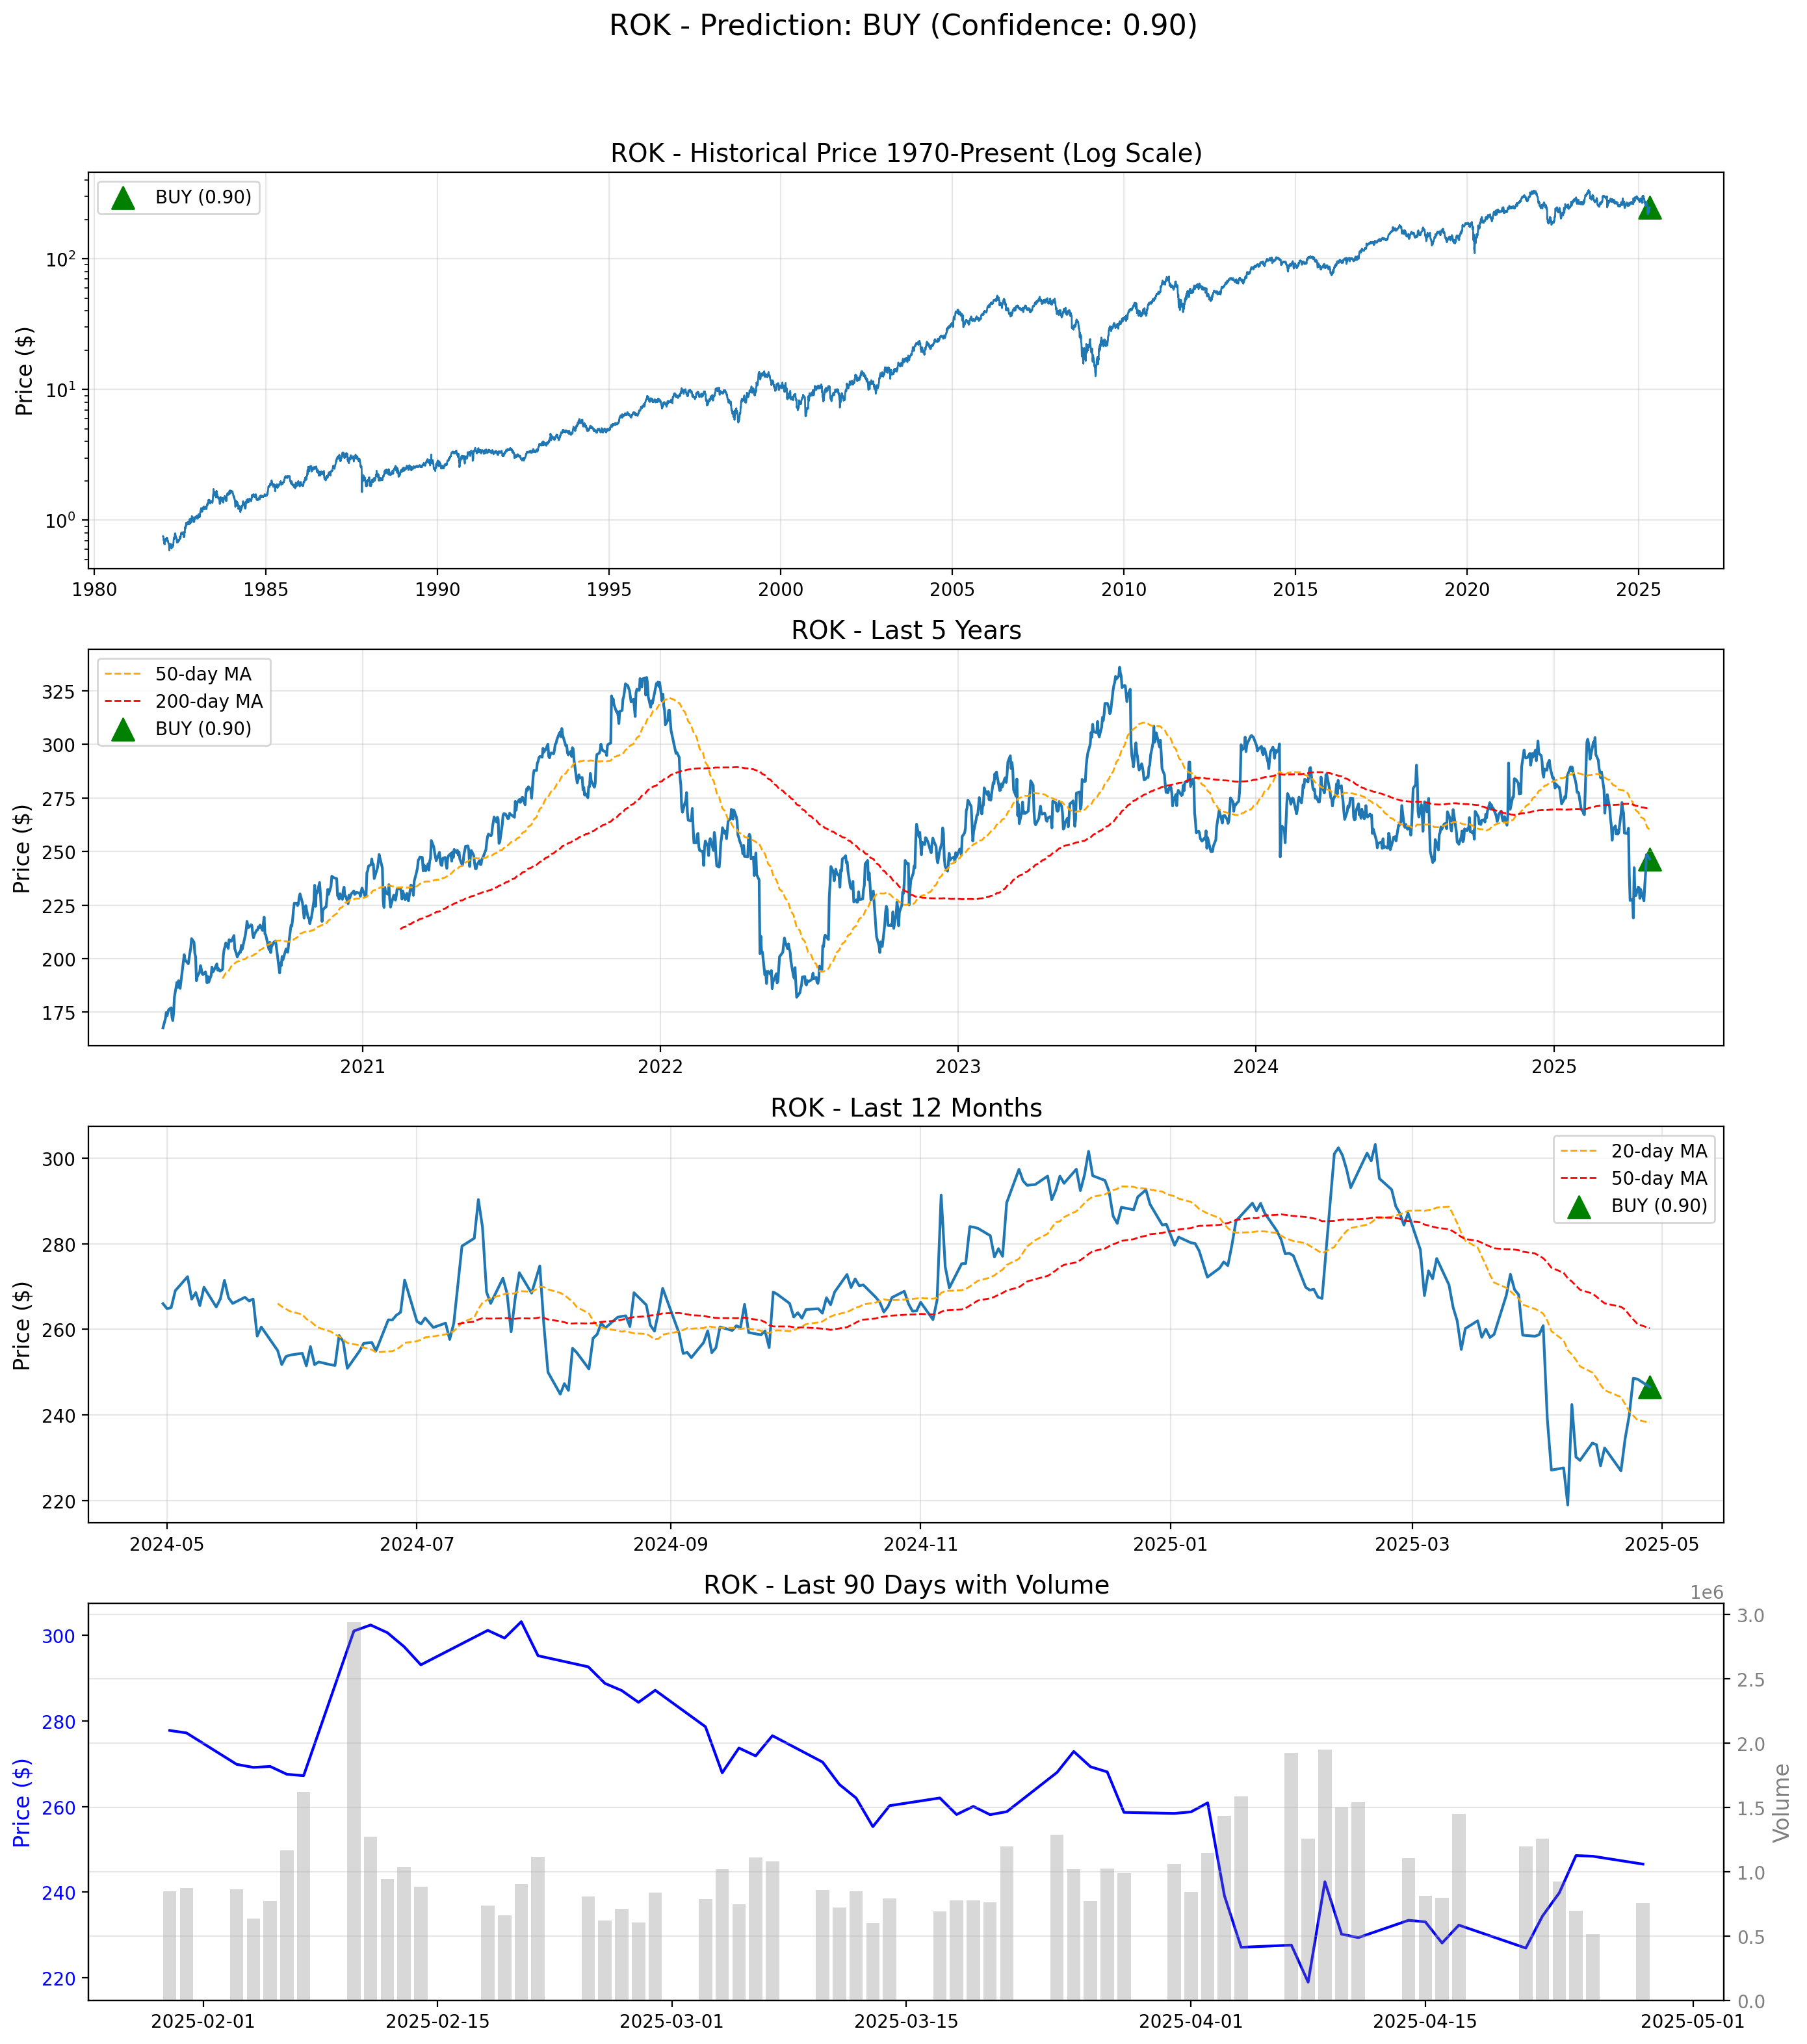 ROK - Prediction: BUY (Confidence: 0.90)
ROK - Historical Price 1970-Present (Log Scale)
BUY (0.90)
Price ($)
10²
10¹
10⁰
1980 1985 1990 1995 2000 2005 2010 2015 2020 2025
ROK - Last 5 Years
50-day MA
200-day MA
BUY (0.90)
Price ($)
325
300
275
250
225
200
175
2021 2022 2023 2024 2025
ROK - Last 12 Months
20-day MA
50-day MA
BUY (0.90)
Price ($)
300
280
260
240
220
2024-05 2024-07 2024-09 2024-11 2025-01 2025-03 2025-05
ROK - Last 90 Days with Volume
1e6
Price ($)
300
280
260
240
220
3.0
2.5
2.0
1.5
1.0
0.5
0.0
Volume
2025-02-01 2025-02-15 2025-03-01 2025-03-15 2025-04-01 2025-04-15 2025-05-01